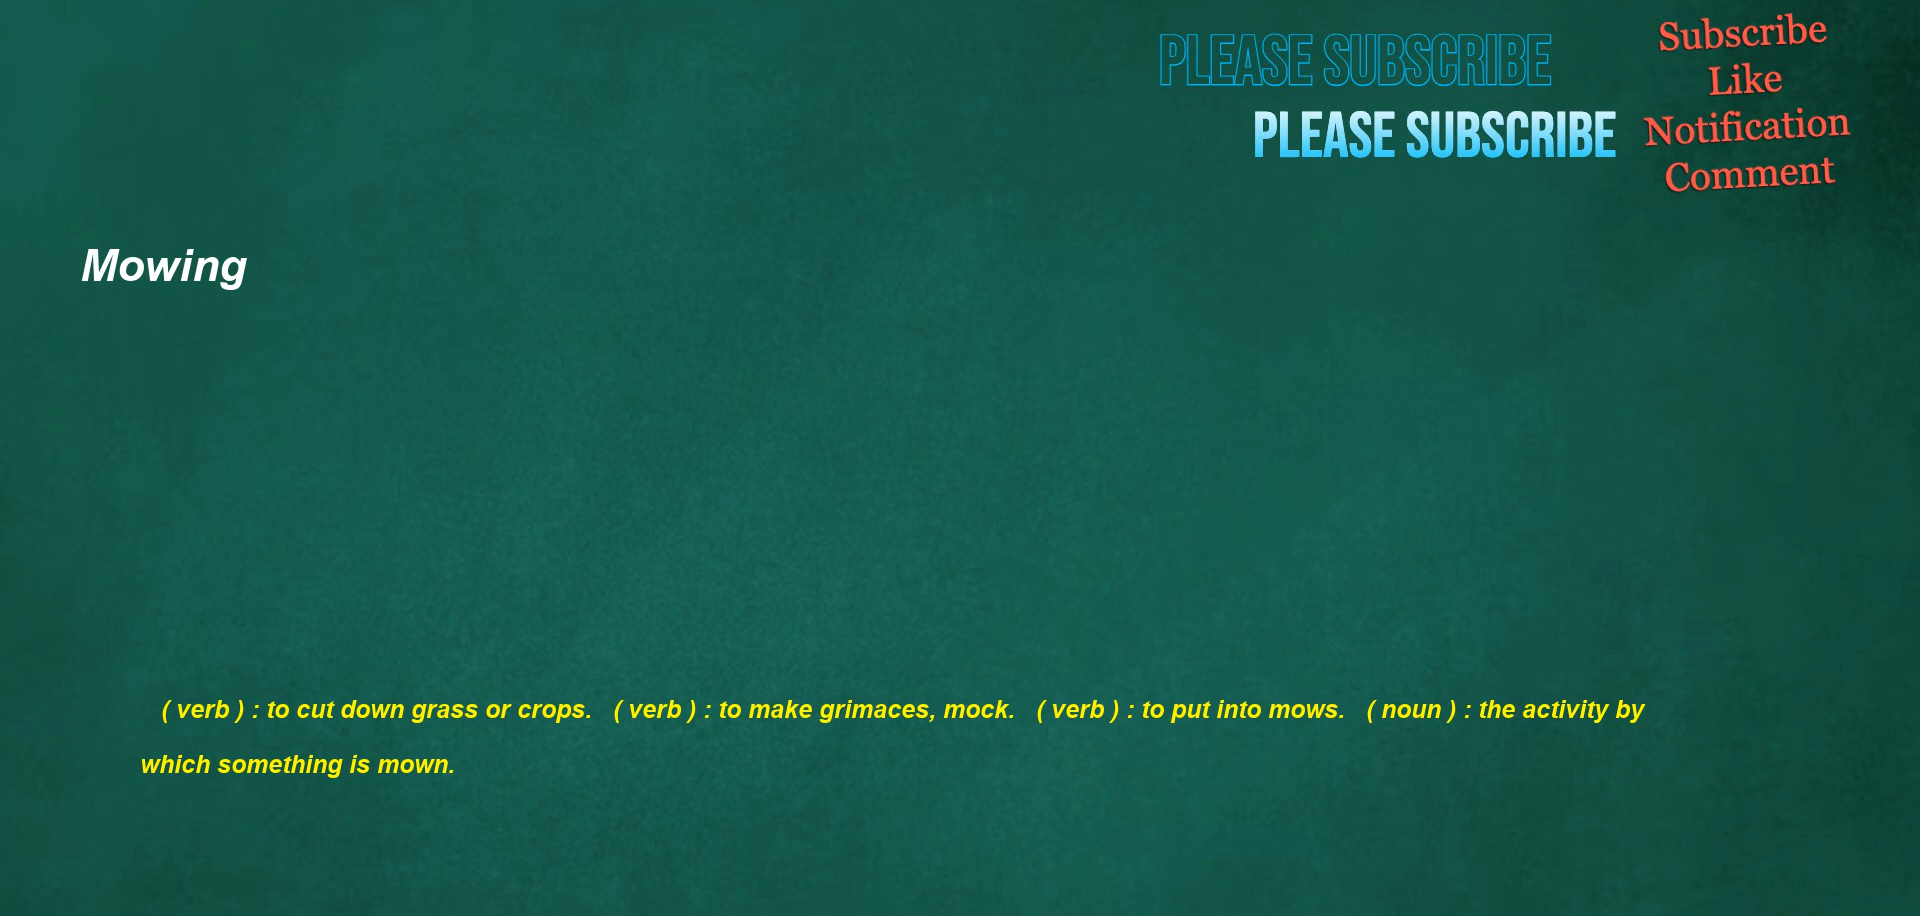 PLEASE SUBSCRIBE
PLEASE SUBSCRIBE
Subscribe
Like
Notification
Comment
Mowing
( verb ) : to cut down grass or crops. ( verb ) : to make grimaces, mock. ( verb ) : to put into mows. ( noun ) : the activity by
which something is mown.